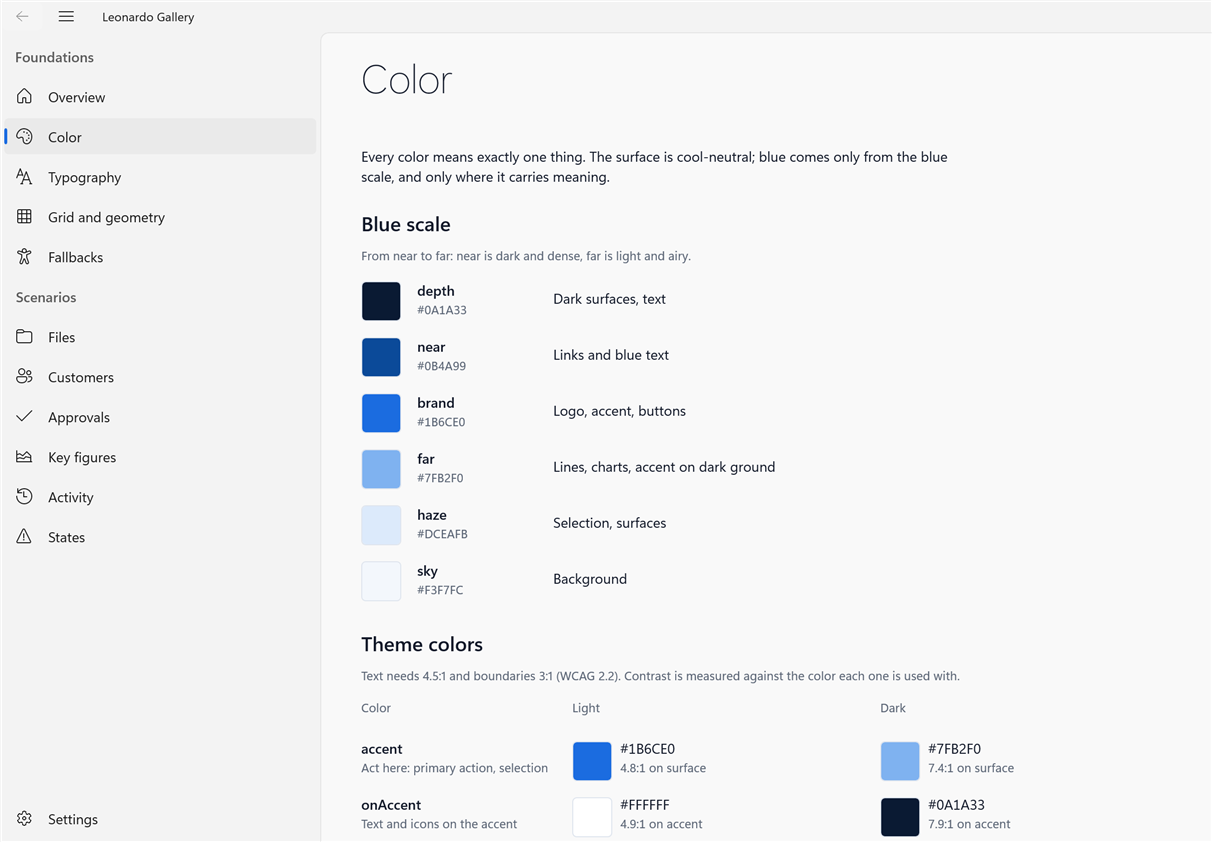 Leonardo Gallery
Foundations
Overview
Color
Typography
Grid and geometry
Fallbacks
Scenarios
Files
Customers
Approvals
Key figures
Activity
States
Settings
Color
Every color means exactly one thing. The surface is cool-neutral; blue comes only from the blue
scale, and only where it carries meaning.
Blue scale
From near to far: near is dark and dense, far is light and airy.
depth
#0A1A33
Dark surfaces, text
near
#0B4A99
Links and blue text
brand
#1B6CE0
Logo, accent, buttons
far
#7FB2F0
Lines, charts, accent on dark ground
haze
#DCEAFB
Selection, surfaces
sky
#F3F7FC
Background
Theme colors
Text needs 4.5:1 and boundaries 3:1 (WCAG 2.2). Contrast is measured against the color each one is used with.
Color Light Dark
accent
Act here: primary action, selection
#1B6CE0
4.8:1 on surface
#7FB2F0
7.4:1 on surface
onAccent
Text and icons on the accent
#FFFFFF
4.9:1 on accent
#0A1A33
7.9:1 on accent